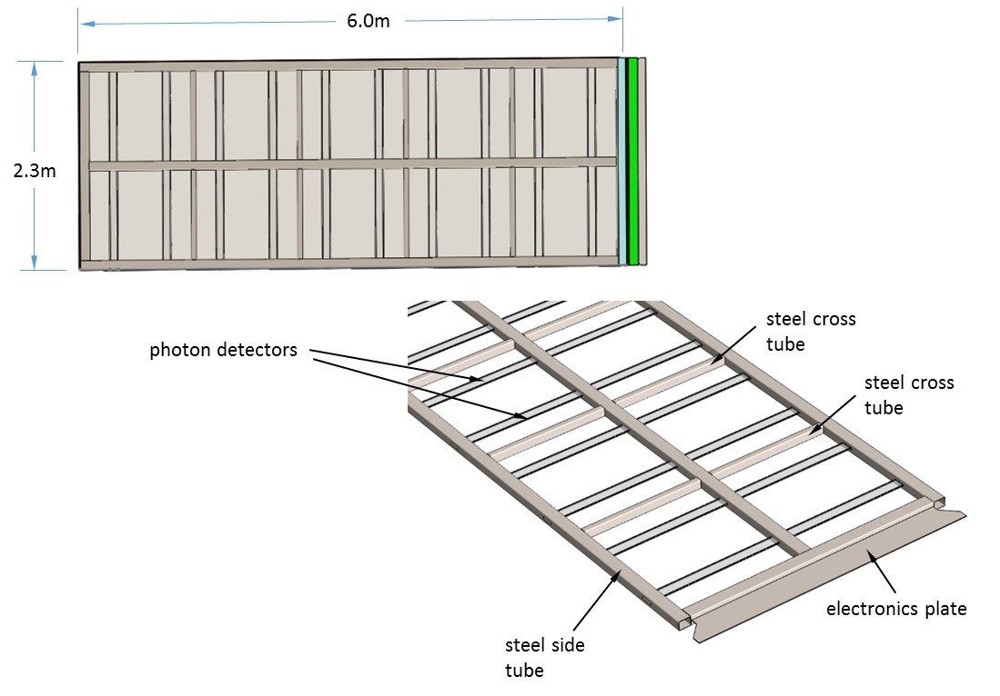 6.0m
2.3m
steel cross
tube
photon detectors
steel cross
tube
electronics plate
steel side
tube